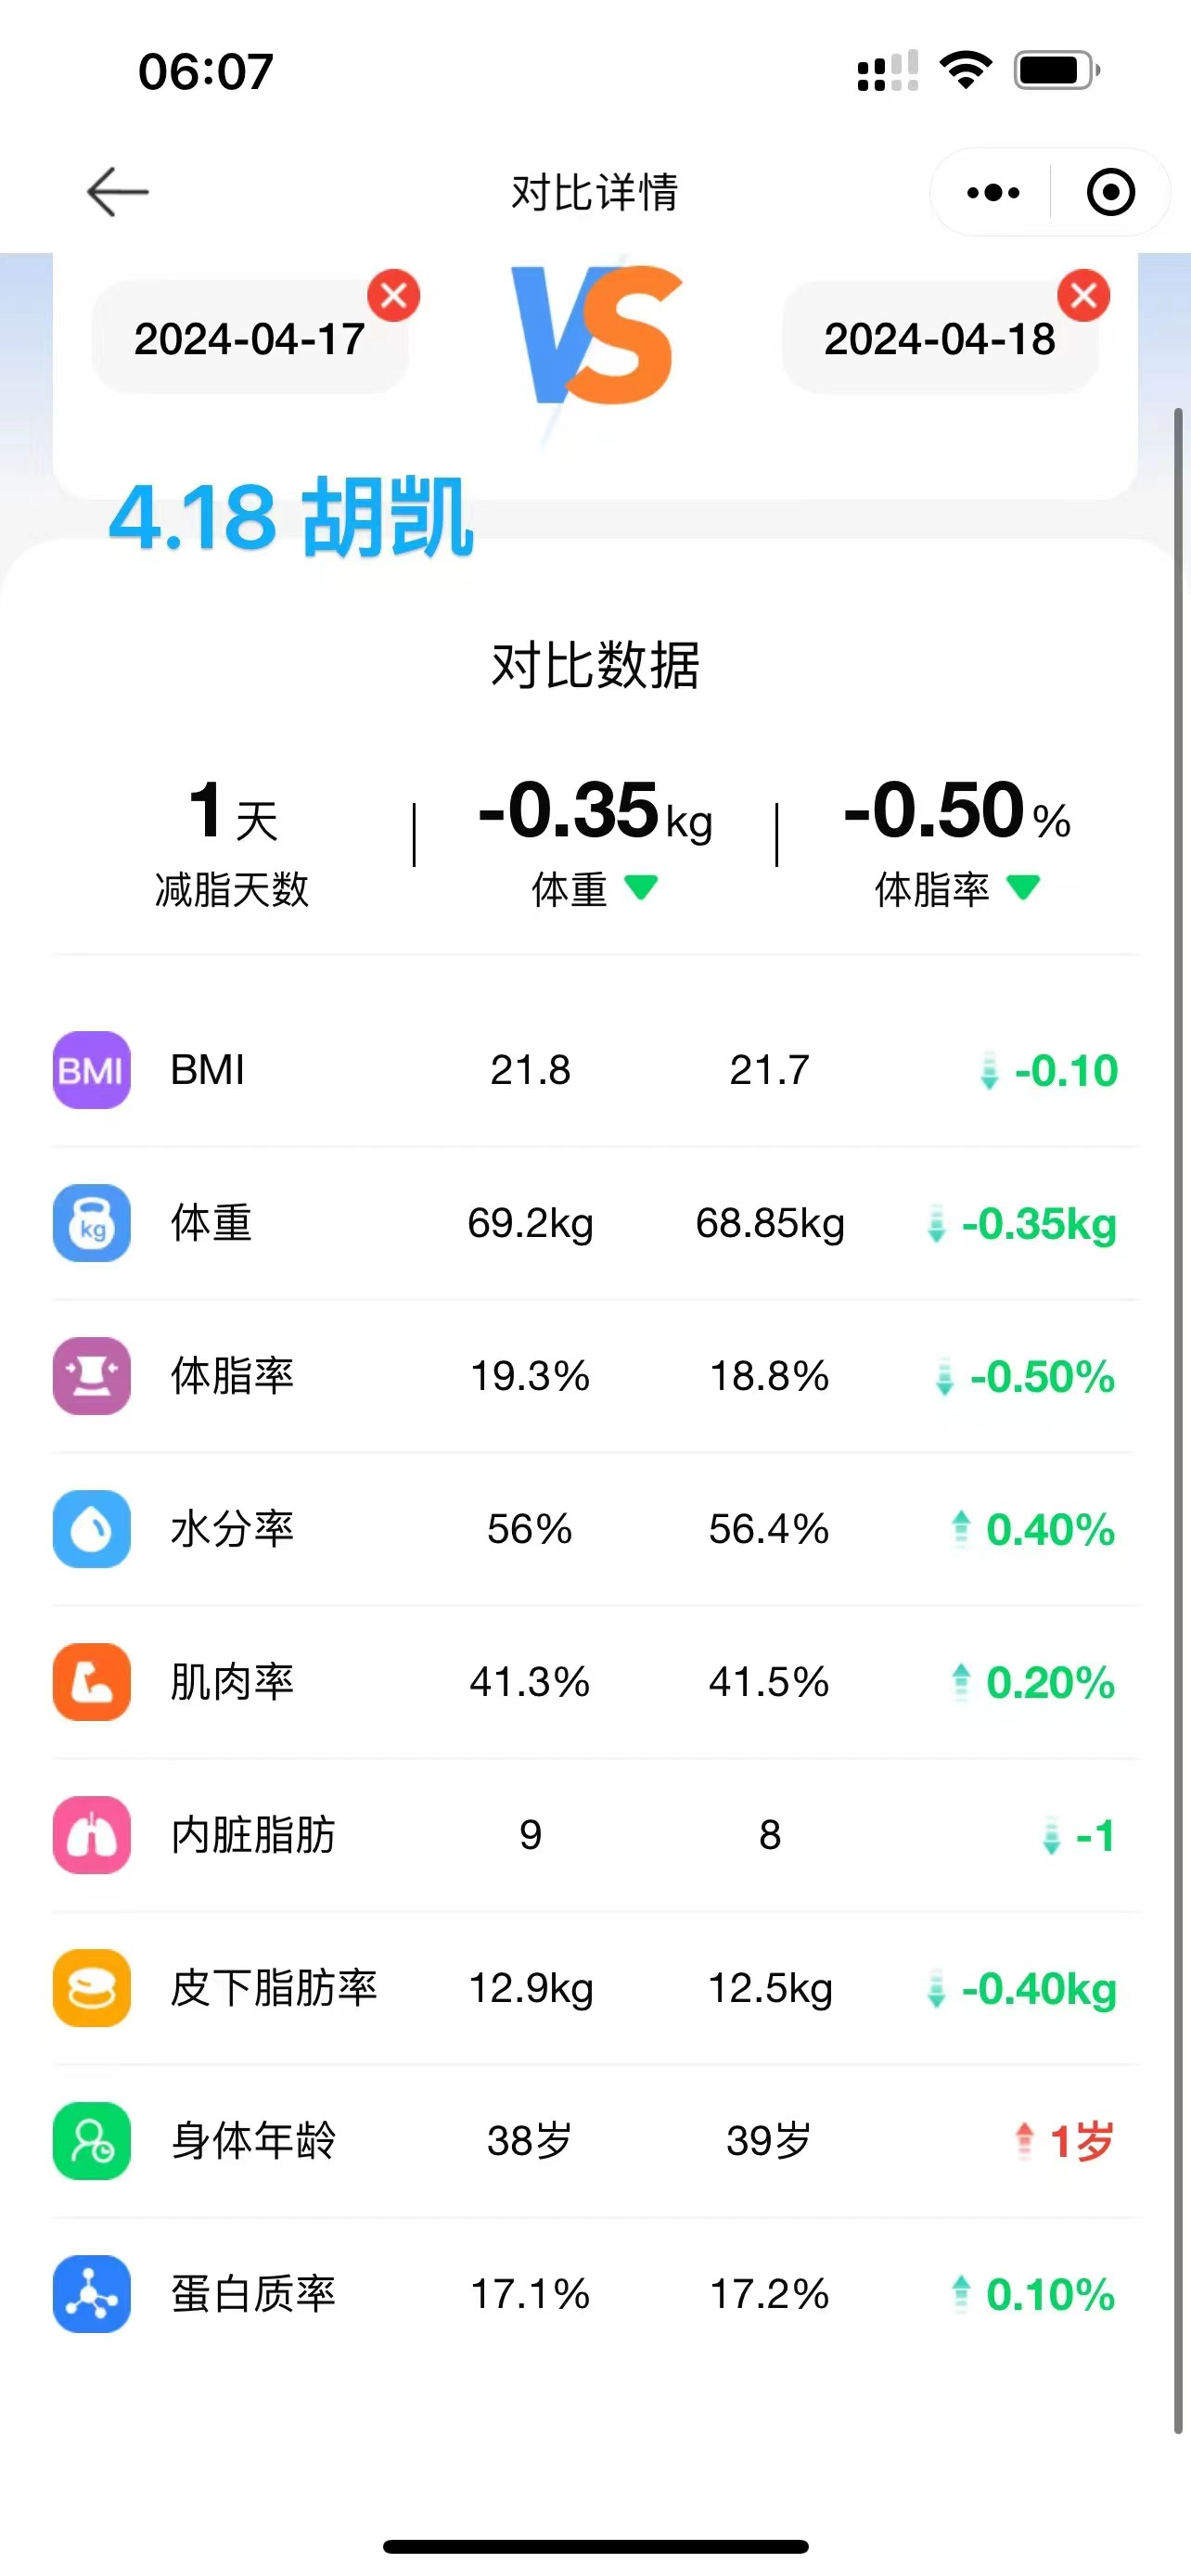 06:07
对比详情
2024-04-17 VS 2024-04-18
4.18 胡凯
对比数据
1天 -0.35kg -0.50%
减脂天数 体重 体脂率
BMI BMI 21.8 21.7 -0.10
kg 体重 69.2kg 68.85kg -0.35kg
体脂率 19.3% 18.8% -0.50%
水分率 56% 56.4% 0.40%
肌肉率 41.3% 41.5% 0.20%
内脏脂肪 9 8 -1
皮下脂肪率 12.9kg 12.5kg -0.40kg
身体年龄 38岁 39岁 1岁
蛋白质率 17.1% 17.2% 0.10%